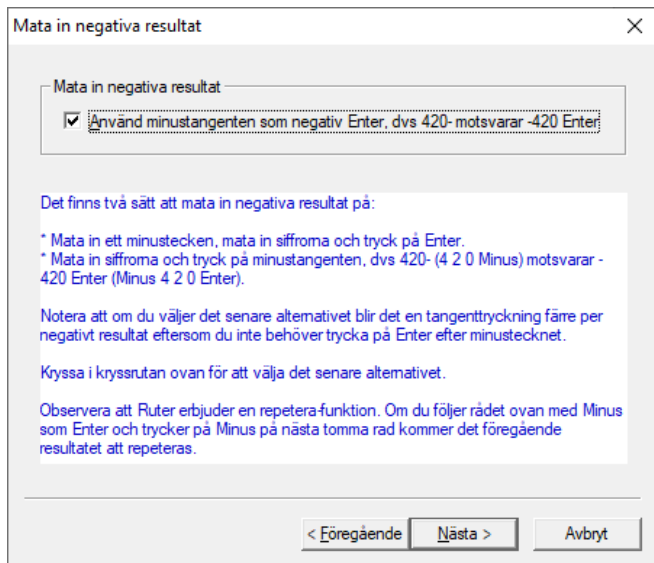 Mata in negativa resultat
Mata in negativa resultat
Använd minustangenten som negativ Enter, dvs 420- motsvarar -420 Enter
Det finns två sätt att mata in negativa resultat på:
* Mata in ett minustecken, mata in siffrorna och tryck på Enter.
* Mata in siffrorna och tryck på minustangenten, dvs 420- (4 2 0 Minus) motsvarar -
420 Enter (Minus 4 2 0 Enter).
Notera att om du väljer det senare alternativet blir det en tangenttryckning färre per
negativt resultat eftersom du inte behöver trycka på Enter efter minustecknet.
Kryssa i kryssrutan ovan för att välja det senare alternativet.
Observera att Ruter erbjuder en repetera-funktion. Om du följer rådet ovan med Minus
som Enter och trycker på Minus på nästa tomma rad kommer det föregående
resultatet att repeteras.
< Föregående Nästa > Avbryt